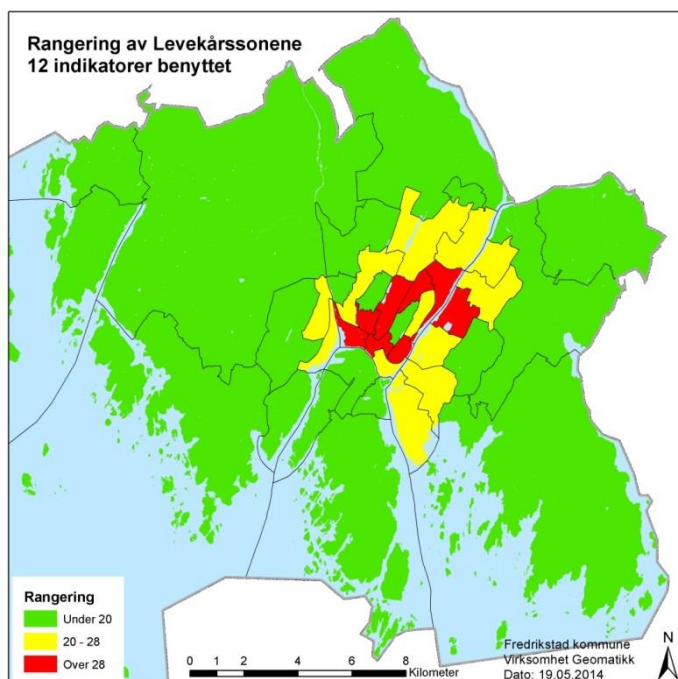 Rangering av Levekårssonene
12 indikatorer benyttet
Rangering
Under 20
20 - 28
Over 28
0 1 2 4 6 8
Kilometer
Fredrikstad kommune
Virksomhet Geomatikk
Dato: 19.05.2014
N